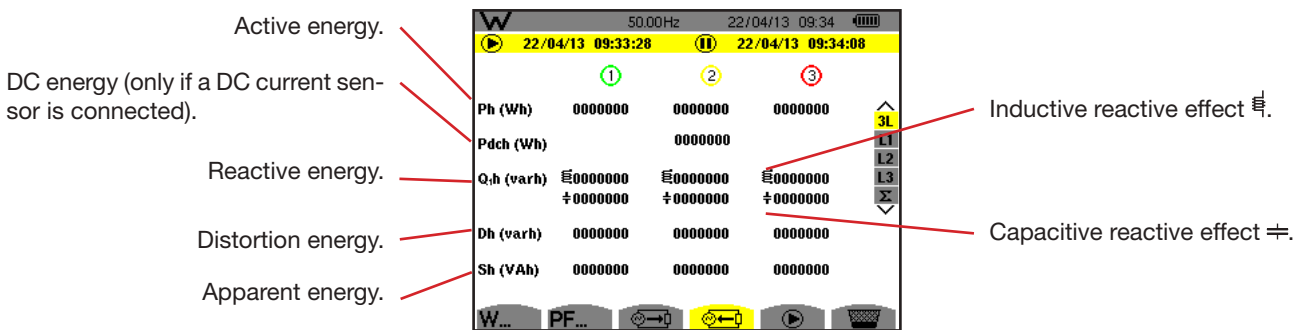 Active energy.
DC energy (only if a DC current sen-
sor is connected).
Reactive energy.
Distortion energy.
Apparent energy.
W 50.00Hz 22/04/13 09:34
22/04/13 09:33:28 22/04/13 09:34:08
1 2 3
Ph (Wh) 0000000 0000000 0000000
Pdch (Wh) 0000000
Q₁h (varh) 0000000 0000000 0000000
0000000 0000000 0000000
Dh (varh) 0000000 0000000 0000000
Sh (VAh) 0000000 0000000 0000000
3L
L1
L2
L3
Σ
W... PF...
Inductive reactive effect.
Capacitive reactive effect.